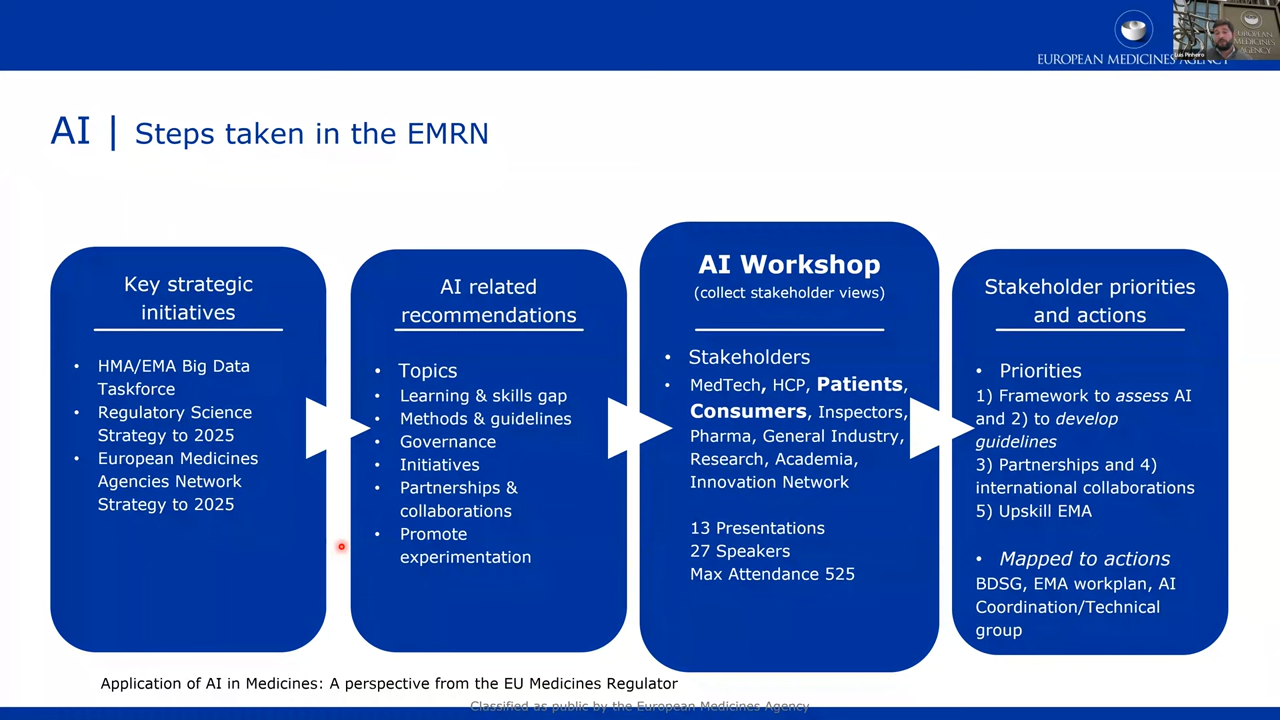 EUROPEAN MEDICINES AGENCY
Luis Pinheiro
EUROPEAN
MEDICINES
AGENCY
AI | Steps taken in the EMRN
Key strategic
initiatives
• HMA/EMA Big Data
Taskforce
• Regulatory Science
Strategy to 2025
• European Medicines
Agencies Network
Strategy to 2025
AI related
recommendations
• Topics
• Learning & skills gap
• Methods & guidelines
• Governance
• Initiatives
• Partnerships &
collaborations
• Promote
experimentation
AI Workshop
(collect stakeholder views)
• Stakeholders
• MedTech, HCP, Patients,
Consumers, Inspectors,
Pharma, General Industry,
Research, Academia,
Innovation Network
13 Presentations
27 Speakers
Max Attendance 525
Stakeholder priorities
and actions
• Priorities
1) Framework to assess AI
and 2) to develop
guidelines
3) Partnerships and 4)
international collaborations
5) Upskill EMA
• Mapped to actions
BDSG, EMA workplan, AI
Coordination/Technical
group
Application of AI in Medicines: A perspective from the EU Medicines Regulator
Classified as public by the European Medicines Agency